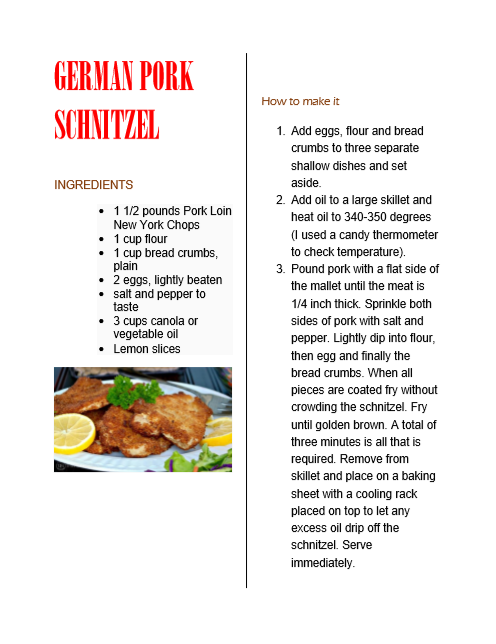 GERMAN PORK
SCHNITZEL
INGREDIENTS
• 1 1/2 pounds Pork Loin
New York Chops
• 1 cup flour
• 1 cup bread crumbs,
plain
• 2 eggs, lightly beaten
• salt and pepper to
taste
• 3 cups canola or
vegetable oil
• Lemon slices
How to make it
1. Add eggs, flour and bread
crumbs to three separate
shallow dishes and set
aside.
2. Add oil to a large skillet and
heat oil to 340-350 degrees
(I used a candy thermometer
to check temperature).
3. Pound pork with a flat side of
the mallet until the meat is
1/4 inch thick. Sprinkle both
sides of pork with salt and
pepper. Lightly dip into flour,
then egg and finally the
bread crumbs. When all
pieces are coated fry without
crowding the schnitzel. Fry
until golden brown. A total of
three minutes is all that is
required. Remove from
skillet and place on a baking
sheet with a cooling rack
placed on top to let any
excess oil drip off the
schnitzel. Serve
immediately.